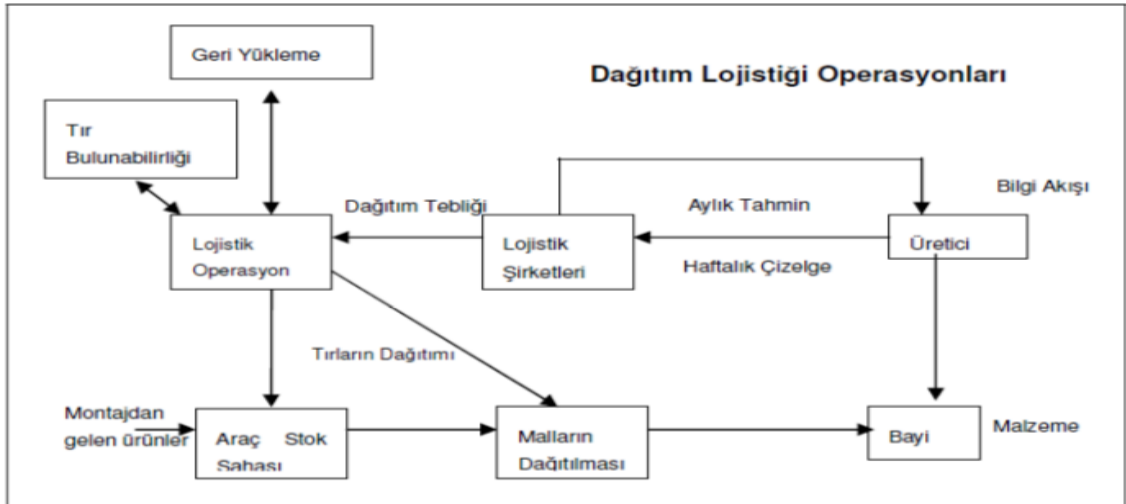 Geri Yükleme
Dağıtım Lojistiği Operasyonları
Tır
Bulunabilirliği
Bilgi Akışı
Dağıtım Tebliği
Aylık Tahmin
Lojistik
Operasyon
Lojistik
Şirketleri
Üretici
Haftalık Çizelge
Tırların Dağıtımı
Montajdan
gelen ürünler
Araç Stok
Sahası
Malların
Dağıtılması
Bayi
Malzeme